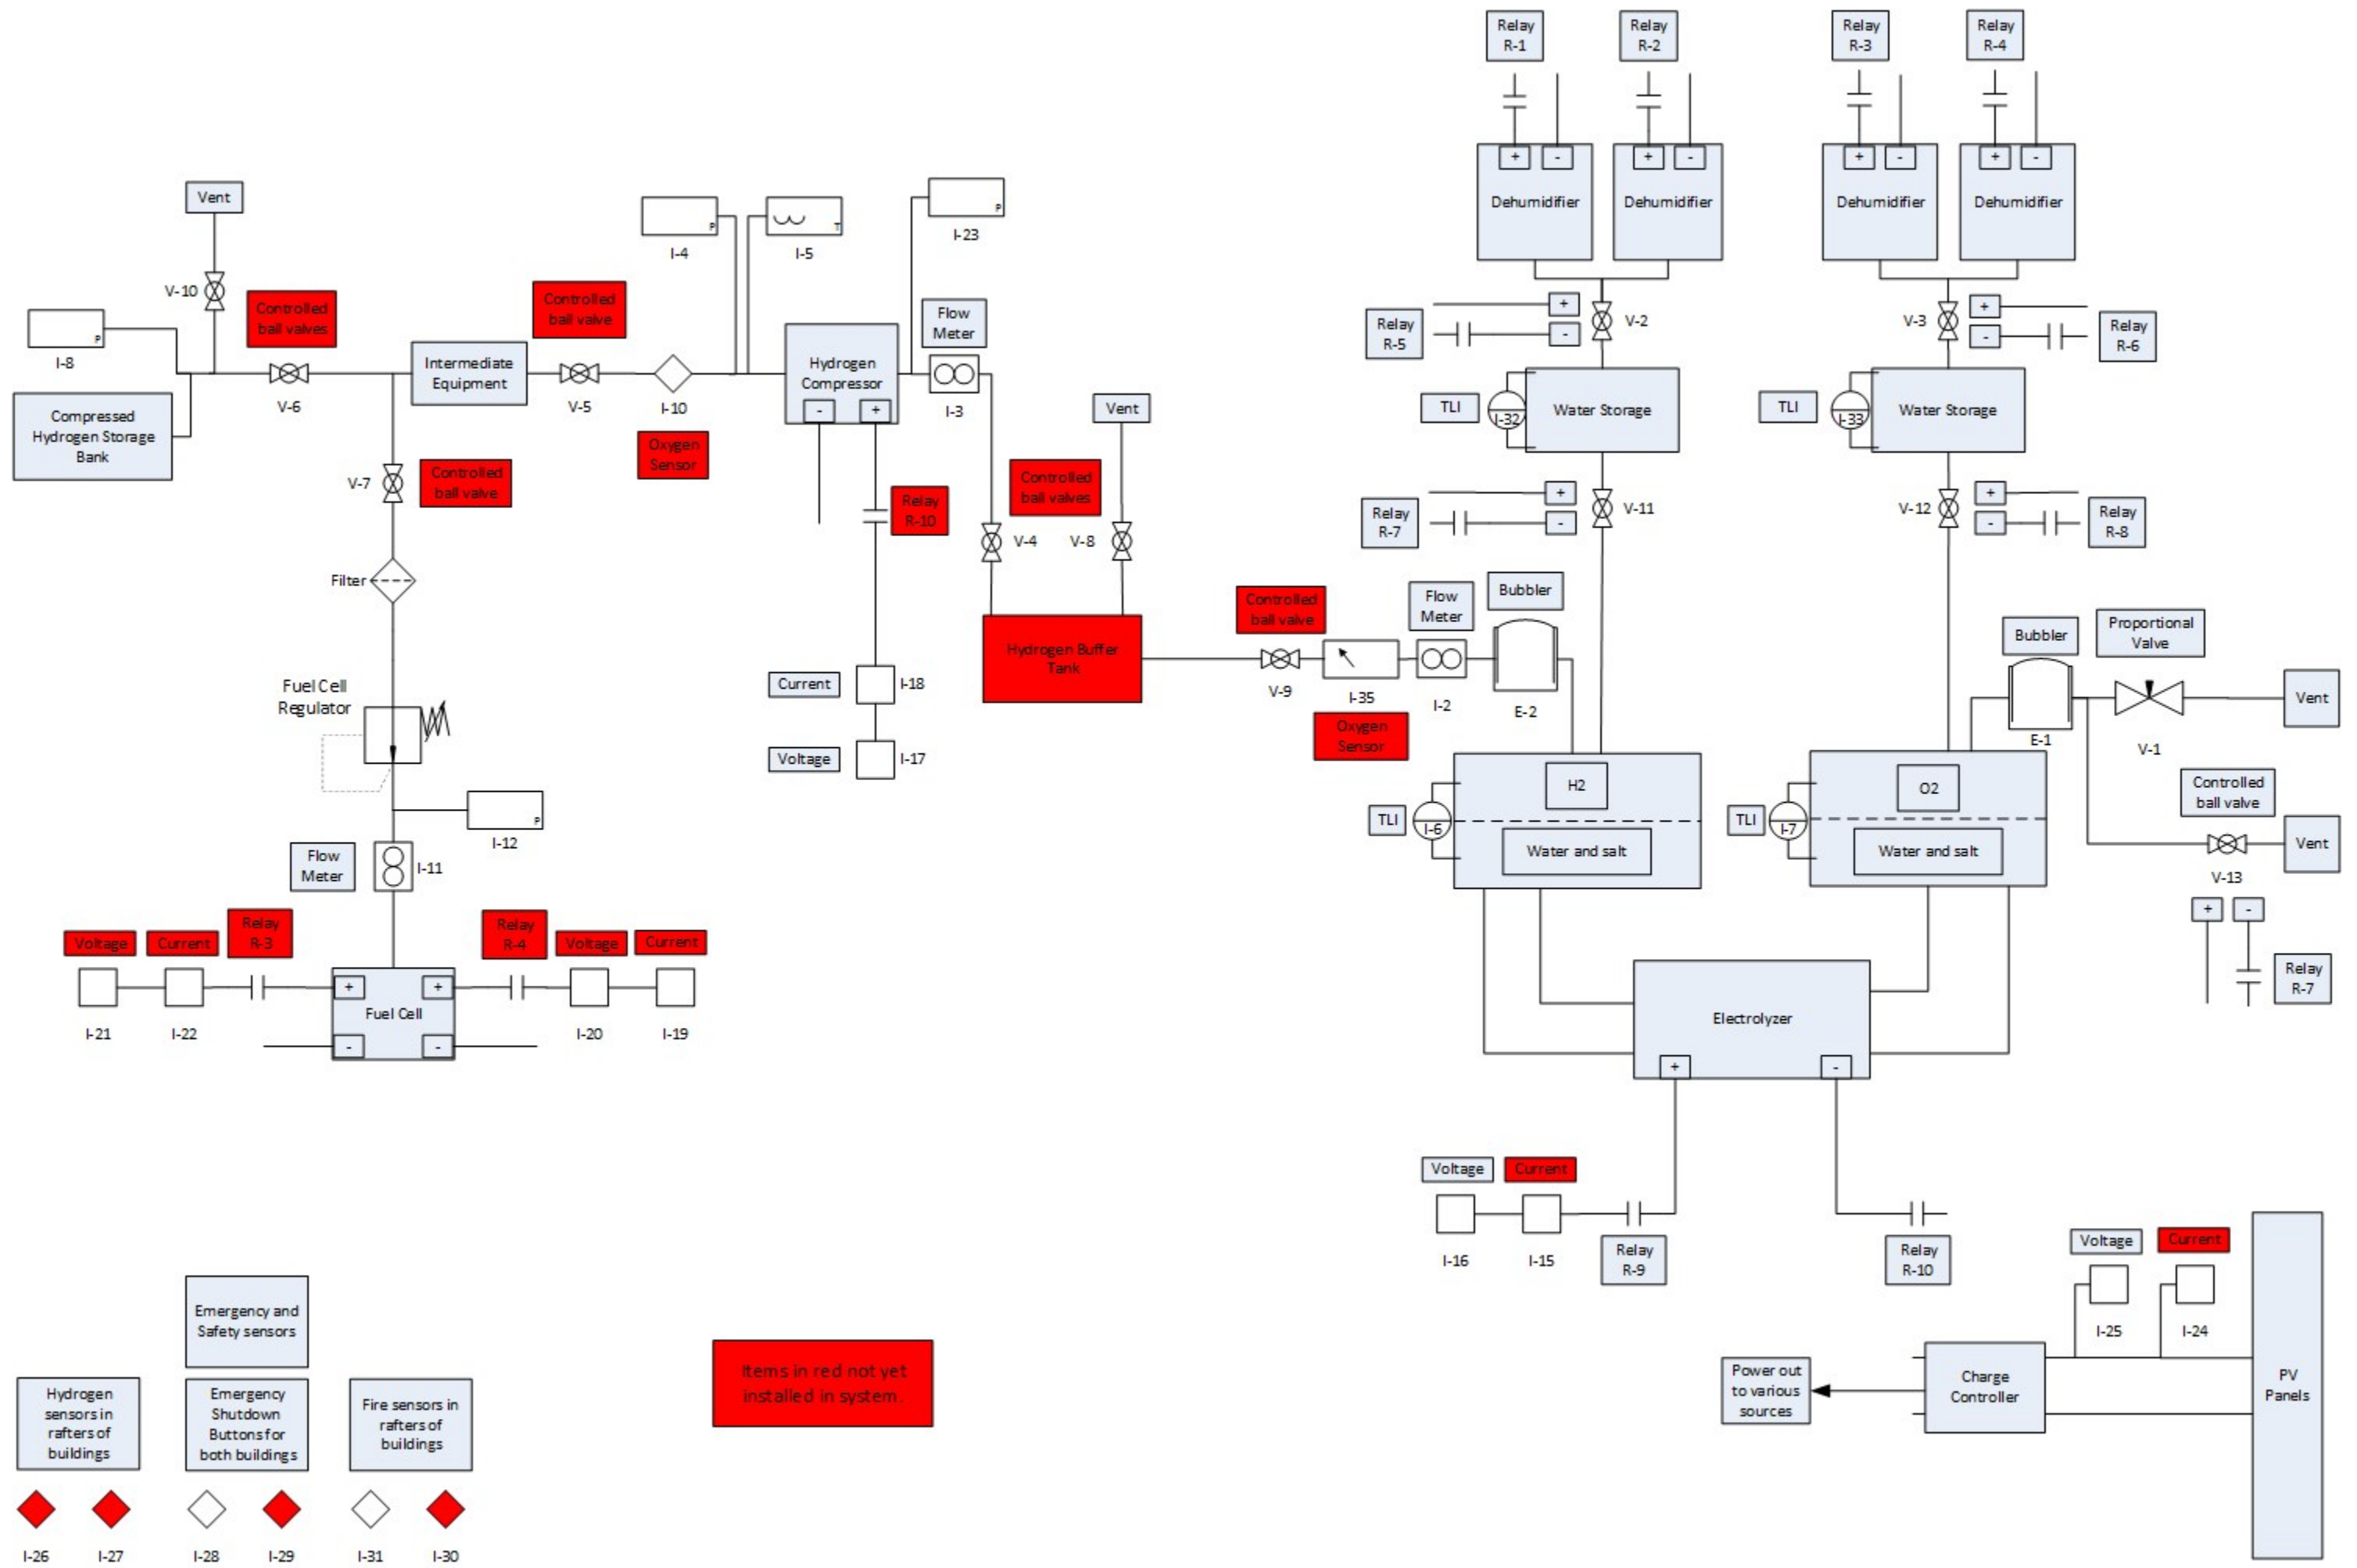 Relay
R-1
Relay
R-2
Relay
R-3
Relay
R-4
+
-
+
-
+
-
+
-
Dehumidifier
Dehumidifier
Dehumidifier
Dehumidifier
Vent
V-10
Controlled
ball valves
Controlled
ball valve
P
I-4
T
I-5
P
I-23
Flow
Meter
P
I-8
Compressed
Hydrogen Storage
Bank
V-6
Intermediate
Equipment
V-5
I-10
Oxygen
Sensor
Hydrogen
Compressor
-
+
I-3
Vent
Relay
R-5
+
-
V-2
V-3
+
-
Relay
R-6
TLI
I-32
Water Storage
TLI
I-33
Water Storage
V-7
Controlled
ball valve
Relay
R-10
Controlled
ball valves
V-4
V-8
Relay
R-7
+
-
V-11
V-12
+
-
Relay
R-8
Filter
Hydrogen Buffer
Tank
Controlled
ball valve
V-9
I-35
Oxygen
Sensor
Flow
Meter
I-2
Bubbler
E-2
Bubbler
E-1
Proportional
Valve
V-1
Vent
Fuel Cell
Regulator
Current
I-18
Voltage
I-17
P
I-12
Flow
Meter
I-11
TLI
I-6
H2
Water and salt
TLI
I-7
O2
Water and salt
Controlled
ball valve
V-13
Vent
+
-
Relay
R-7
Voltage
Current
Relay
R-3
Relay
R-4
Voltage
Current
I-21
I-22
+
+
Fuel Cell
-
-
I-20
I-19
Electrolyzer
+
-
Voltage
Current
I-16
I-15
Relay
R-9
Relay
R-10
Voltage
Current
I-25
I-24
PV
Panels
Charge
Controller
Power out
to various
sources
Emergency and
Safety sensors
Hydrogen
sensors in
rafters of
buildings
Emergency
Shutdown
Buttons for
both buildings
Fire sensors in
rafters of
buildings
Items in red not yet
installed in system.
I-26
I-27
I-28
I-29
I-31
I-30